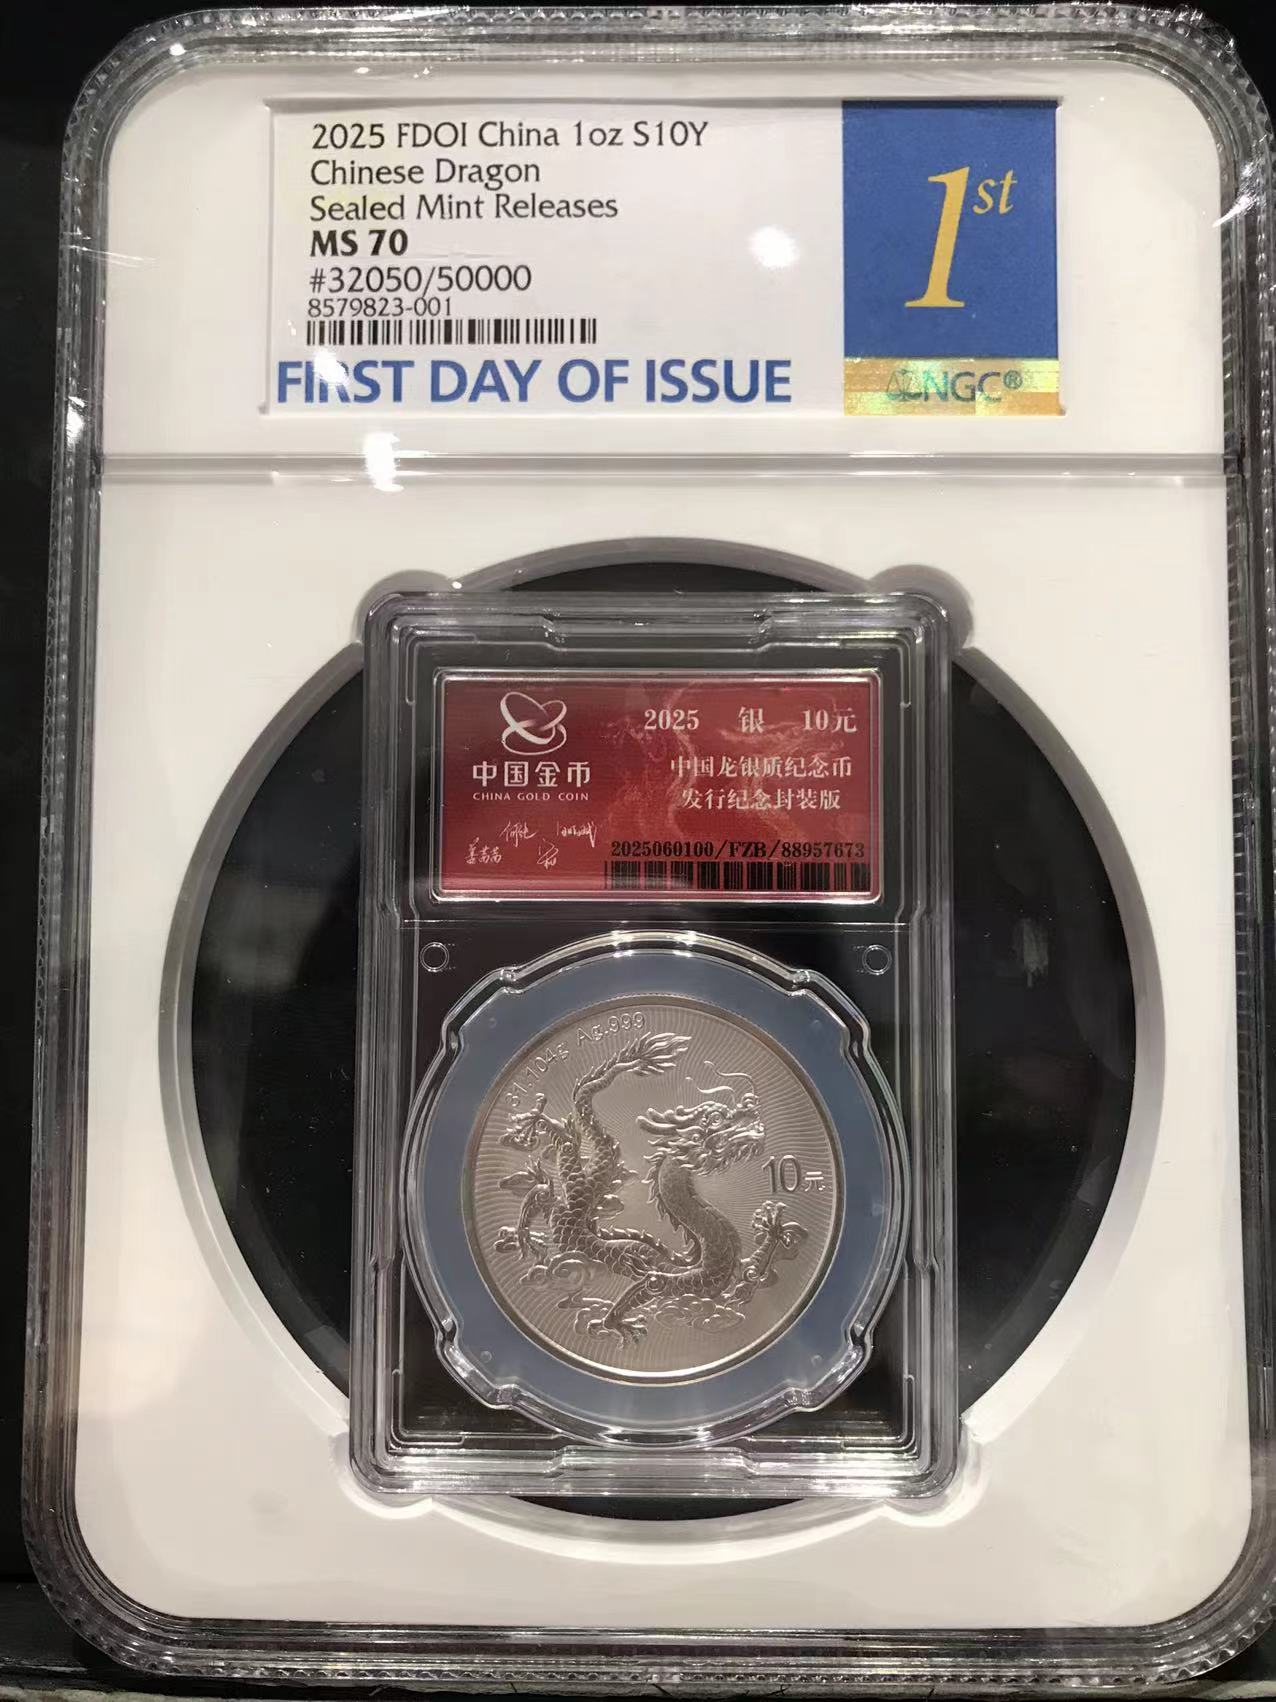 2025 FDOI China 1oz S10Y
Chinese Dragon
Sealed Mint Releases
MS 70
#32050/50000
8579823-001
FIRST DAY OF ISSUE
1st
NGC®
中国金币
CHINA GOLD COIN
2025 银 10元
中国龙银质纪念币
发行纪念封装版
2025060100/FZB/88957673
31.104g Ag.999
10元